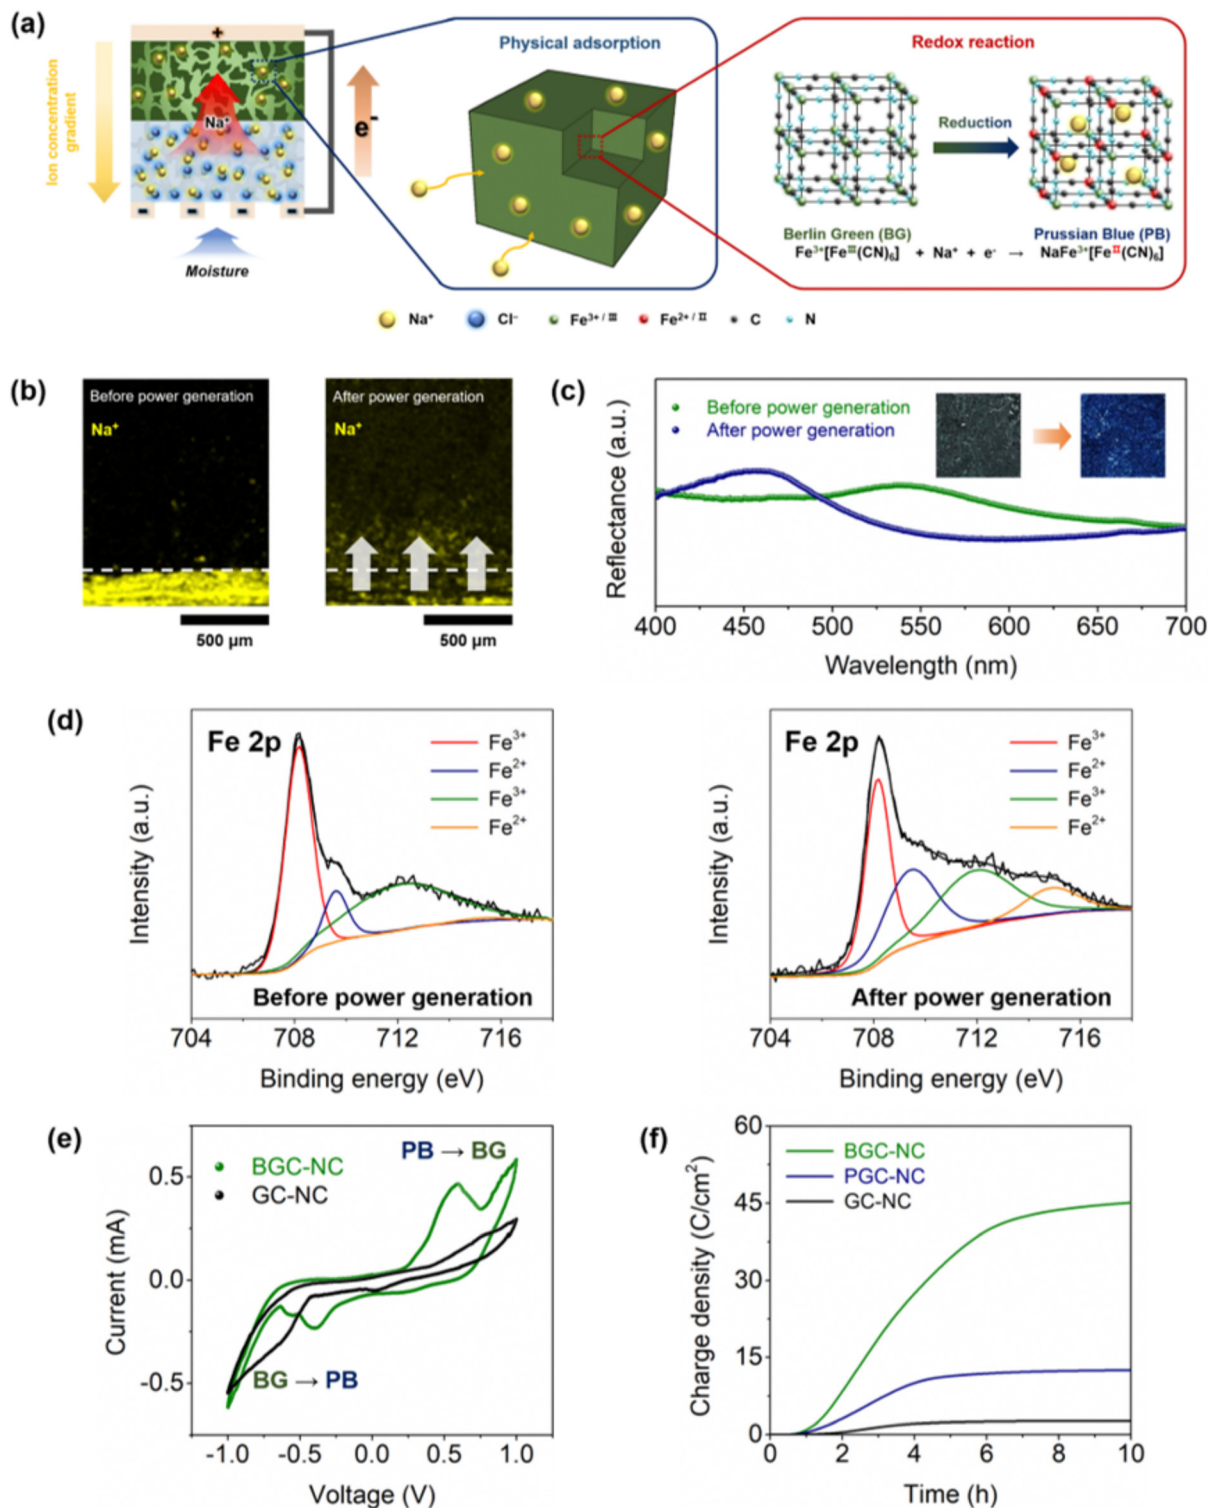 (a)
Ion concentration
gradient
+
Na⁺
e⁻
- - - -
Moisture
Physical adsorption
Redox reaction
Reduction
Berlin Green (BG)
Prussian Blue (PB)
Fe³⁺[Feᴵᴵᴵ(CN)₆] + Na⁺ + e⁻ → NaFe³⁺[Feᴵᴵ(CN)₆]
Na⁺ Cl⁻ Fe³⁺ᐟᴵᴵᴵ Fe²⁺ᐟᴵᴵ C N
(b)
Before power generation
Na⁺
500 μm
After power generation
Na⁺
500 μm
(c)
Before power generation
After power generation
Reflectance (a.u.)
400 450 500 550 600 650 700
Wavelength (nm)
(d)
Fe 2p
Fe³⁺
Fe²⁺
Fe³⁺
Fe²⁺
Intensity (a.u.)
Before power generation
704 708 712 716
Binding energy (eV)
Fe 2p
Fe³⁺
Fe²⁺
Fe³⁺
Fe²⁺
Intensity (a.u.)
After power generation
704 708 712 716
Binding energy (eV)
(e)
BGC-NC
GC-NC
PB → BG
BG → PB
Current (mA)
0.5
0.0
-0.5
-1.0 -0.5 0.0 0.5 1.0
Voltage (V)
(f)
BGC-NC
PGC-NC
GC-NC
Charge density (C/cm²)
60
45
30
15
0
0 2 4 6 8 10
Time (h)